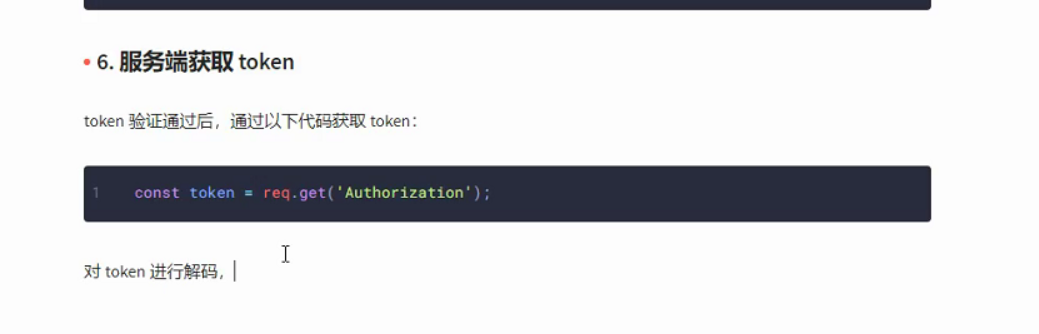 • 6. 服务端获取 token
token 验证通过后，通过以下代码获取 token：
1 const token = req.get('Authorization');
对 token 进行解码，